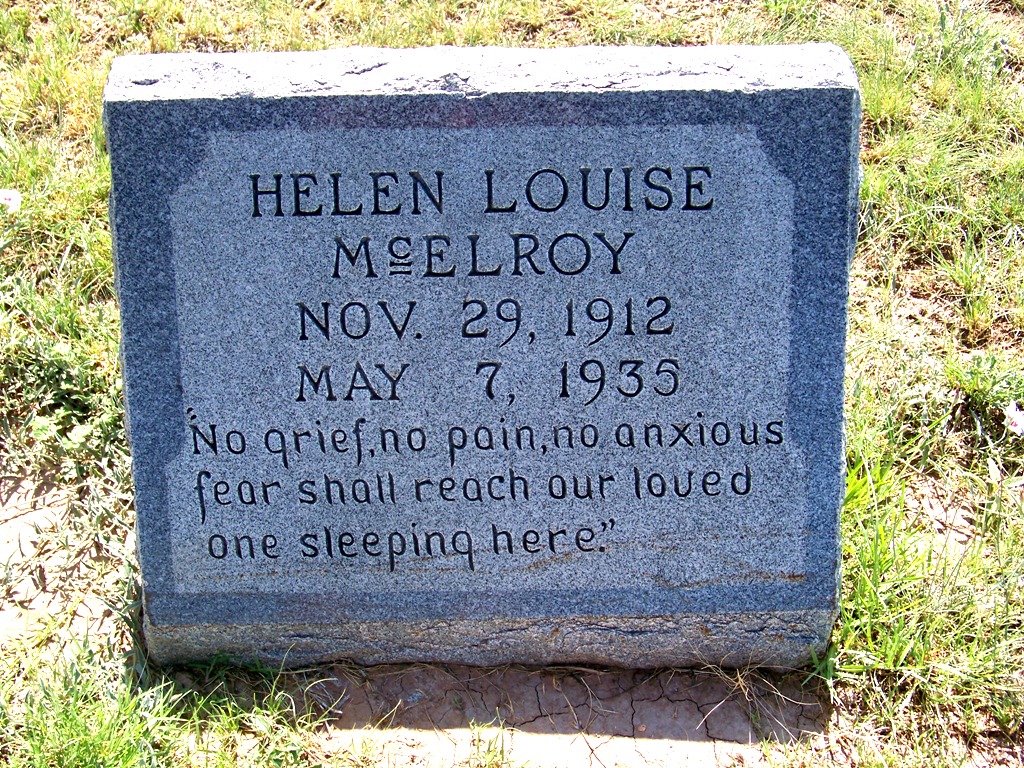 HELEN LOUISE
McELROY
NOV. 29, 1912
MAY 7, 1935
"No grief, no pain, no anxious
fear shall reach our loved
one sleeping here."